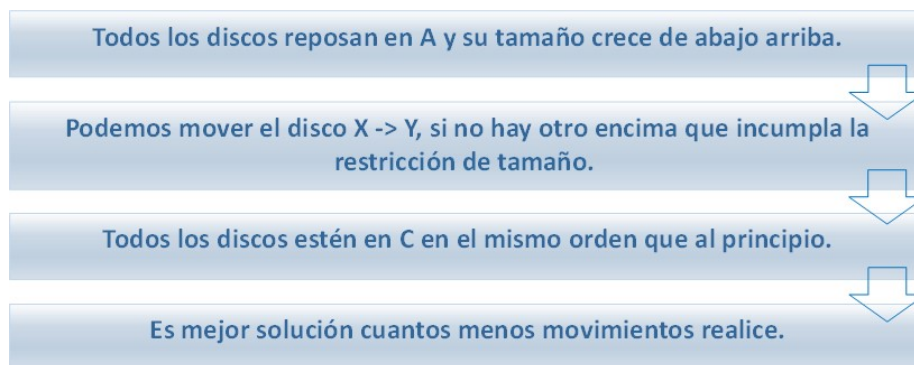 Todos los discos reposan en A y su tamaño crece de abajo arriba.
Podemos mover el disco X -> Y, si no hay otro encima que incumpla la
restricción de tamaño.
Todos los discos estén en C en el mismo orden que al principio.
Es mejor solución cuantos menos movimientos realice.